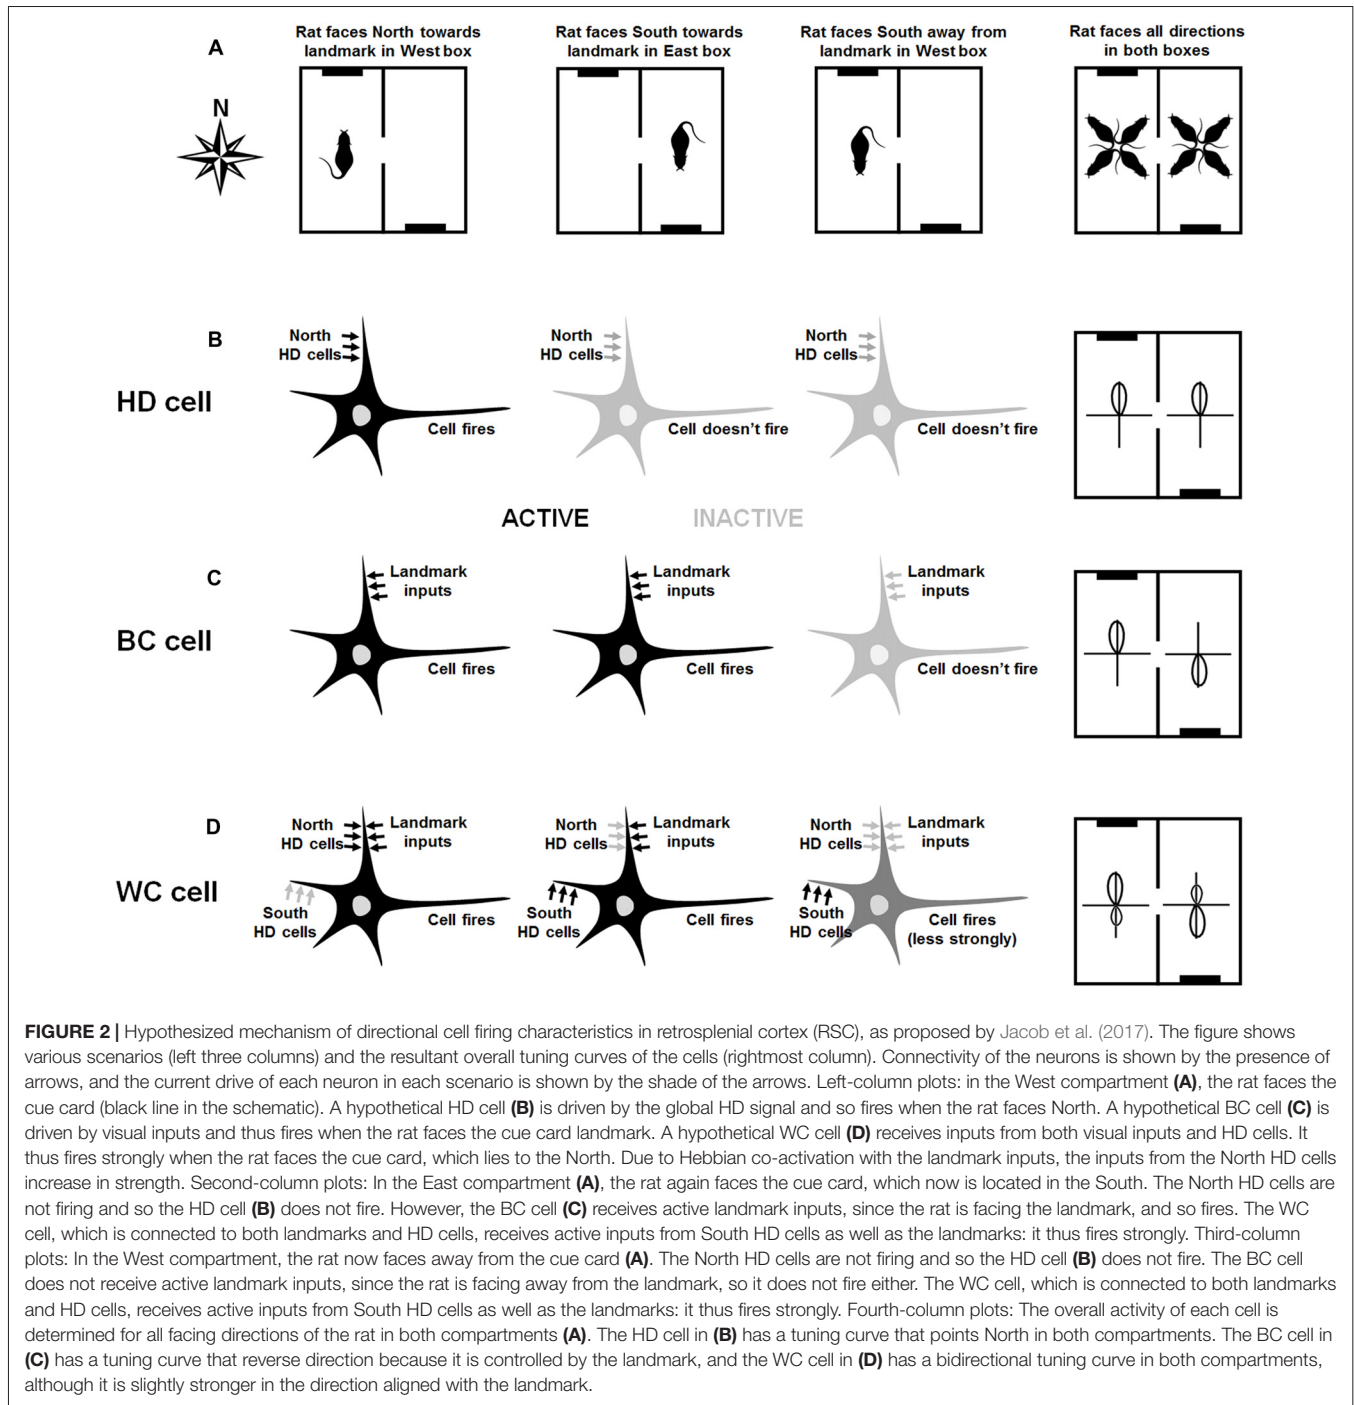 A
Rat faces North towards
landmark in West box
Rat faces South towards
landmark in East box
Rat faces South away from
landmark in West box
Rat faces all directions
in both boxes
N
B
HD cell
North
HD cells
Cell fires
North
HD cells
Cell doesn't fire
North
HD cells
Cell doesn't fire
ACTIVE
INACTIVE
C
BC cell
Landmark
inputs
Cell fires
Landmark
inputs
Cell fires
Landmark
inputs
Cell doesn't fire
D
WC cell
North
HD cells
Landmark
inputs
South
HD cells
Cell fires
North
HD cells
Landmark
inputs
South
HD cells
Cell fires
North
HD cells
Landmark
inputs
South
HD cells
Cell fires
(less strongly)
FIGURE 2 | Hypothesized mechanism of directional cell firing characteristics in retrosplenial cortex (RSC), as proposed by Jacob et al. (2017). The figure shows
various scenarios (left three columns) and the resultant overall tuning curves of the cells (rightmost column). Connectivity of the neurons is shown by the presence of
arrows, and the current drive of each neuron in each scenario is shown by the shade of the arrows. Left-column plots: in the West compartment (A), the rat faces the
cue card (black line in the schematic). A hypothetical HD cell (B) is driven by the global HD signal and so fires when the rat faces North. A hypothetical BC cell (C) is
driven by visual inputs and thus fires when the rat faces the cue card landmark. A hypothetical WC cell (D) receives inputs from both visual inputs and HD cells. It
thus fires strongly when the rat faces the cue card, which lies to the North. Due to Hebbian co-activation with the landmark inputs, the inputs from the North HD cells
increase in strength. Second-column plots: In the East compartment (A), the rat again faces the cue card, which now is located in the South. The North HD cells are
not firing and so the HD cell (B) does not fire. However, the BC cell (C) receives active landmark inputs, since the rat is facing the landmark, and so fires. The WC
cell, which is connected to both landmarks and HD cells, receives active inputs from South HD cells as well as the landmarks: it thus fires strongly. Third-column
plots: In the West compartment, the rat now faces away from the cue card (A). The North HD cells are not firing and so the HD cell (B) does not fire. The BC cell
does not receive active landmark inputs, since the rat is facing away from the landmark, so it does not fire either. The WC cell, which is connected to both landmarks
and HD cells, receives active inputs from South HD cells as well as the landmarks: it thus fires strongly. Fourth-column plots: The overall activity of each cell is
determined for all facing directions of the rat in both compartments (A). The HD cell in (B) has a tuning curve that points North in both compartments. The BC cell in
(C) has a tuning curve that reverse direction because it is controlled by the landmark, and the WC cell in (D) has a bidirectional tuning curve in both compartments,
although it is slightly stronger in the direction aligned with the landmark.